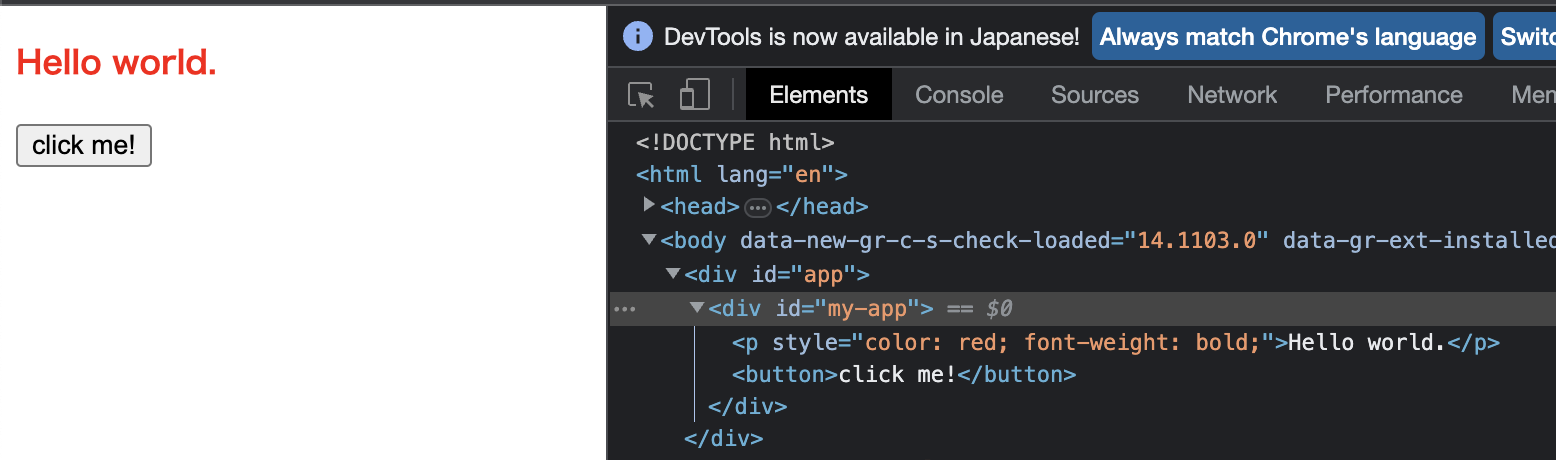 Hello world.
click me!
DevTools is now available in Japanese! Always match Chrome's language
Elements Console Sources Network Performance
<!DOCTYPE html>
<html lang="en">
<head> ••• </head>
<body data-new-gr-c-s-check-loaded="14.1103.0" data-gr-ext-installed
<div id="app">
••• <div id="my-app"> == $0
<p style="color: red; font-weight: bold;">Hello world.</p>
<button>click me!</button>
</div>
</div>